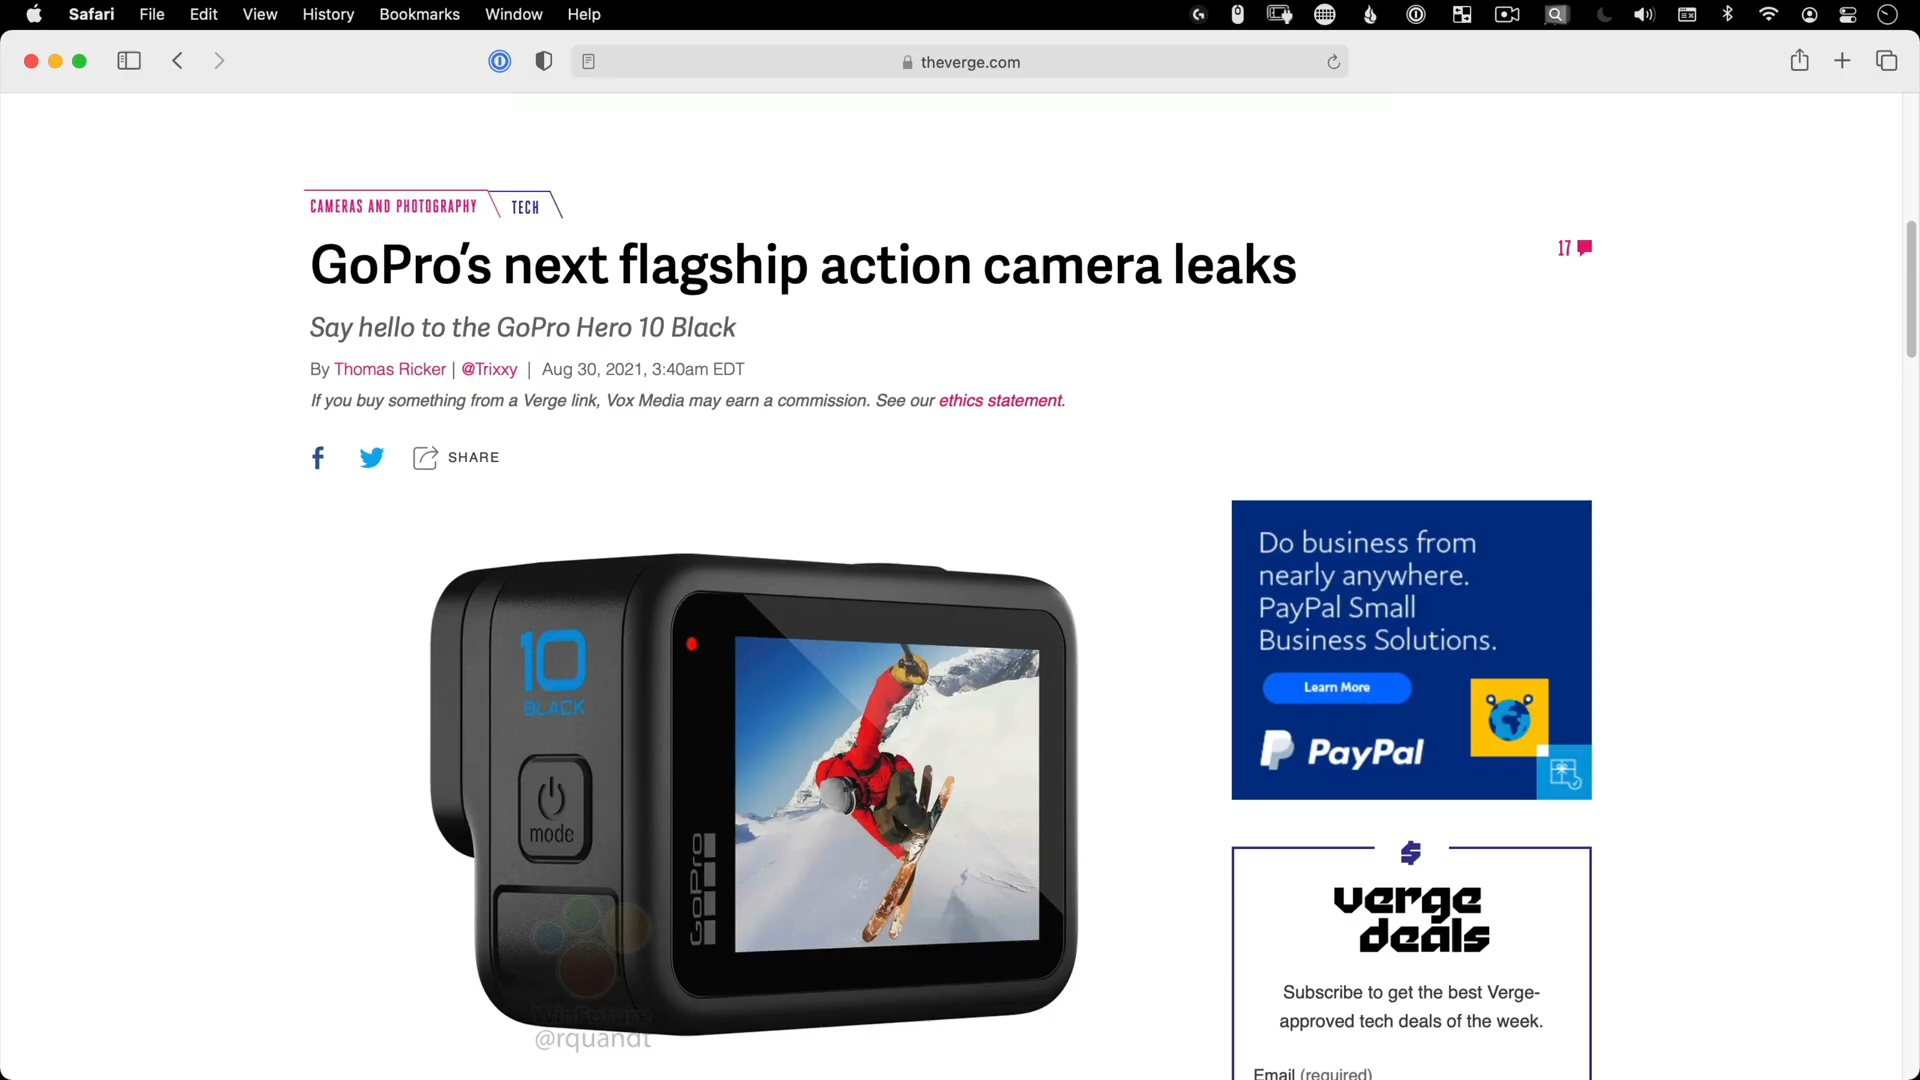 Safari File Edit View History Bookmarks Window Help
theverge.com
CAMERAS AND PHOTOGRAPHY TECH
GoPro's next flagship action camera leaks
17
Say hello to the GoPro Hero 10 Black
By Thomas Ricker | @Trixxy | Aug 30, 2021, 3:40am EDT
If you buy something from a Verge link, Vox Media may earn a commission. See our ethics statement.
SHARE
10
BLACK
mode
GoPro
WinFuture
@rquandt
Do business from
nearly anywhere.
PayPal Small
Business Solutions.
Learn More
PayPal
verge
deals
Subscribe to get the best Verge-
approved tech deals of the week.
Email (required)